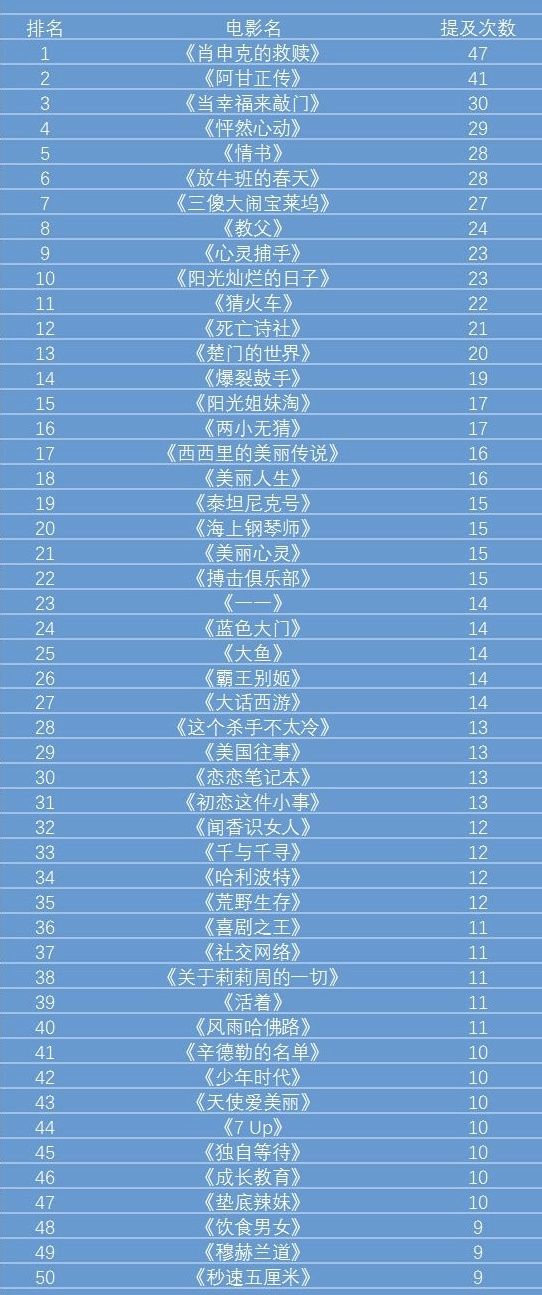 排名 电影名 提及次数
1 《肖申克的救赎》 47
2 《阿甘正传》 41
3 《当幸福来敲门》 30
4 《怦然心动》 29
5 《情书》 28
6 《放牛班的春天》 28
7 《三傻大闹宝莱坞》 27
8 《教父》 24
9 《心灵捕手》 23
10 《阳光灿烂的日子》 23
11 《猜火车》 22
12 《死亡诗社》 21
13 《楚门的世界》 20
14 《爆裂鼓手》 19
15 《阳光姐妹淘》 17
16 《两小无猜》 17
17 《西西里的美丽传说》 16
18 《美丽人生》 16
19 《泰坦尼克号》 15
20 《海上钢琴师》 15
21 《美丽心灵》 15
22 《搏击俱乐部》 15
23 《一一》 14
24 《蓝色大门》 14
25 《大鱼》 14
26 《霸王别姬》 14
27 《大话西游》 14
28 《这个杀手不太冷》 13
29 《美国往事》 13
30 《恋恋笔记本》 13
31 《初恋这件小事》 13
32 《闻香识女人》 12
33 《千与千寻》 12
34 《哈利波特》 12
35 《荒野生存》 12
36 《喜剧之王》 11
37 《社交网络》 11
38 《关于莉莉周的一切》 11
39 《活着》 11
40 《风雨哈佛路》 11
41 《辛德勒的名单》 10
42 《少年时代》 10
43 《天使爱美丽》 10
44 《7 Up》 10
45 《独自等待》 10
46 《成长教育》 10
47 《垫底辣妹》 10
48 《饮食男女》 9
49 《穆赫兰道》 9
50 《秒速五厘米》 9